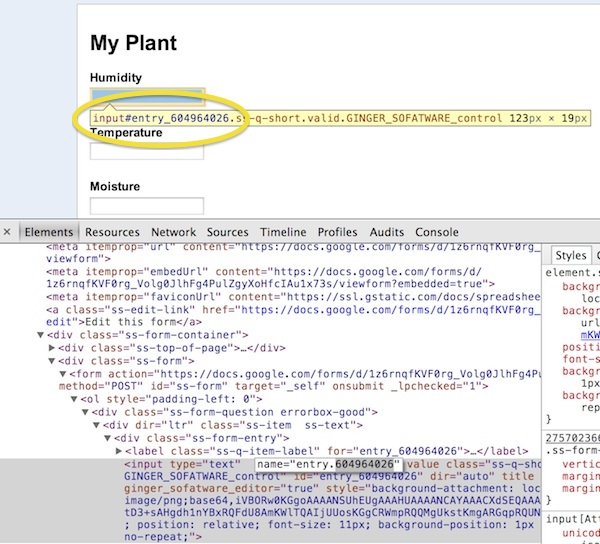 My Plant
Humidity
input#entry_604964026.ss-q-short.valid.GINGER_SOFATWARE_control 123px × 19px
Temperature
Moisture
× Elements Resources Network Sources Timeline Profiles Audits Console
<meta itemprop="url" content="https://docs.google.com/forms/d/1z6rnqfKVF0rg_
viewform">
<meta itemprop="embedUrl" content="https://docs.google.com/forms/d/
1z6rnqfKVF0rg_Volg0JlhFg4PulZgyXoHfcIAu1x73s/viewform?embedded=true">
<meta itemprop="faviconUrl" content="https://ssl.gstatic.com/docs/spreadshee
<a class="ss-edit-link" href="https://docs.google.com/forms/d/1z6rnqfKVF0rg_
edit">Edit this form</a>
▼<div class="ss-form-container">
▶<div class="ss-top-of-page">…</div>
▼<div class="ss-form">
▼<form action="https://docs.google.com/forms/d/1z6rnqfKVF0rg_Volg0JlhFg4Pu
method="POST" id="ss-form" target="_self" onsubmit _lpchecked="1">
▼<ol style="padding-left: 0">
▼<div class="ss-form-question errorbox-good">
▼<div dir="ltr" class="ss-item ss-text">
▼<div class="ss-form-entry">
▶<label class="ss-q-item-label" for="entry_604964026">…</label>
<input type="text" name="entry.604964026" value class="ss-q-sho
GINGER_SOFATWARE_control" id="entry_604964026" dir="auto" title
ginger_sofatware_editor="true" style="background-attachment: loc
image/png;base64,iVBORw0KGgoAAAANSUhEUgAAAHUAAAANCAYAAACXdSEQAAA
tD3+sAHgdh1nYBxRQFdU8AmKWlTQAIjUUosKGgCRWmpRQQMgUkstKmgARGqpRQUN
; position: relative; font-size: 11px; background-position: 1px
no-repeat;">
Styles
element.s
backg
loc
backg
url
mKW
positi
font-s
backg
1px
backg
rep
}
27570236
.ss-form-
vertic
margin
margin
}
input[Att
unicod